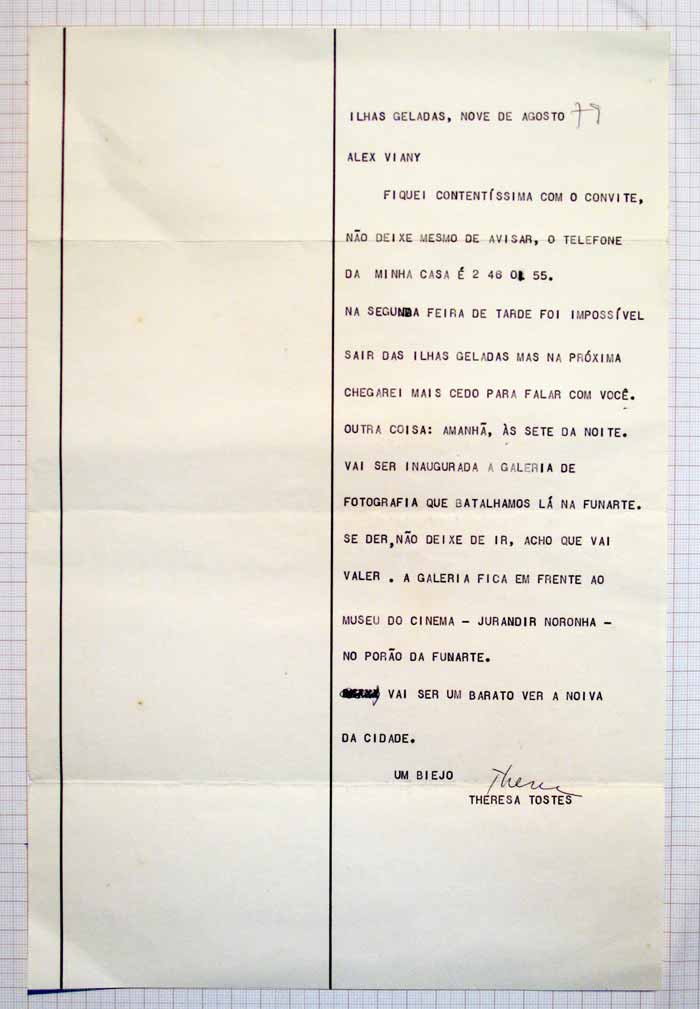 ILHAS GELADAS, NOVE DE AGOSTO 79
ALEX VIANY
FIQUEI CONTENTÍSSIMA COM O CONVITE,
NÃO DEIXE MESMO DE AVISAR, O TELEFONE
DA MINHA CASA É 2 46 01 55.
NA SEGUNDA FEIRA DE TARDE FOI IMPOSSÍVEL
SAIR DAS ILHAS GELADAS MAS NA PRÓXIMA
CHEGAREI MAIS CEDO PARA FALAR COM VOCÊ.
OUTRA COISA: AMANHÃ, ÀS SETE DA NOITE.
VAI SER INAUGURADA A GALERIA DE
FOTOGRAFIA QUE BATALHAMOS LÁ NA FUNARTE.
SE DER,NÃO DEIXE DE IR, ACHO QUE VAI
VALER . A GALERIA FICA EM FRENTE AO
MUSEU DO CINEMA - JURANDIR NORONHA -
NO PORÃO DA FUNARTE.
VAI SER UM BARATO VER A NOIVA
DA CIDADE.
UM BIEJO
THERESA TOSTES